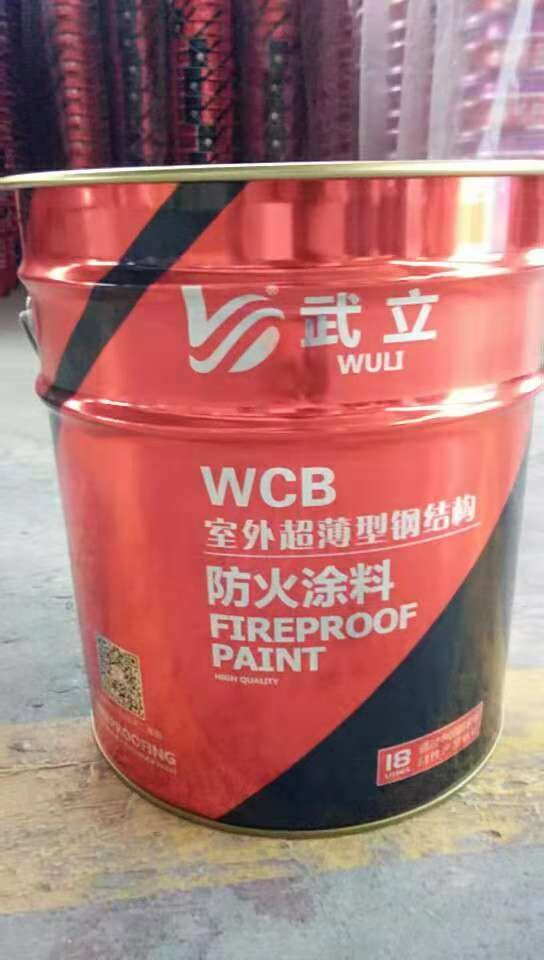 武立
WULI
WCB
室外超薄型钢结构
防火涂料
FIREPROOF
PAINT
HIGH QUALITY
18
LITRES